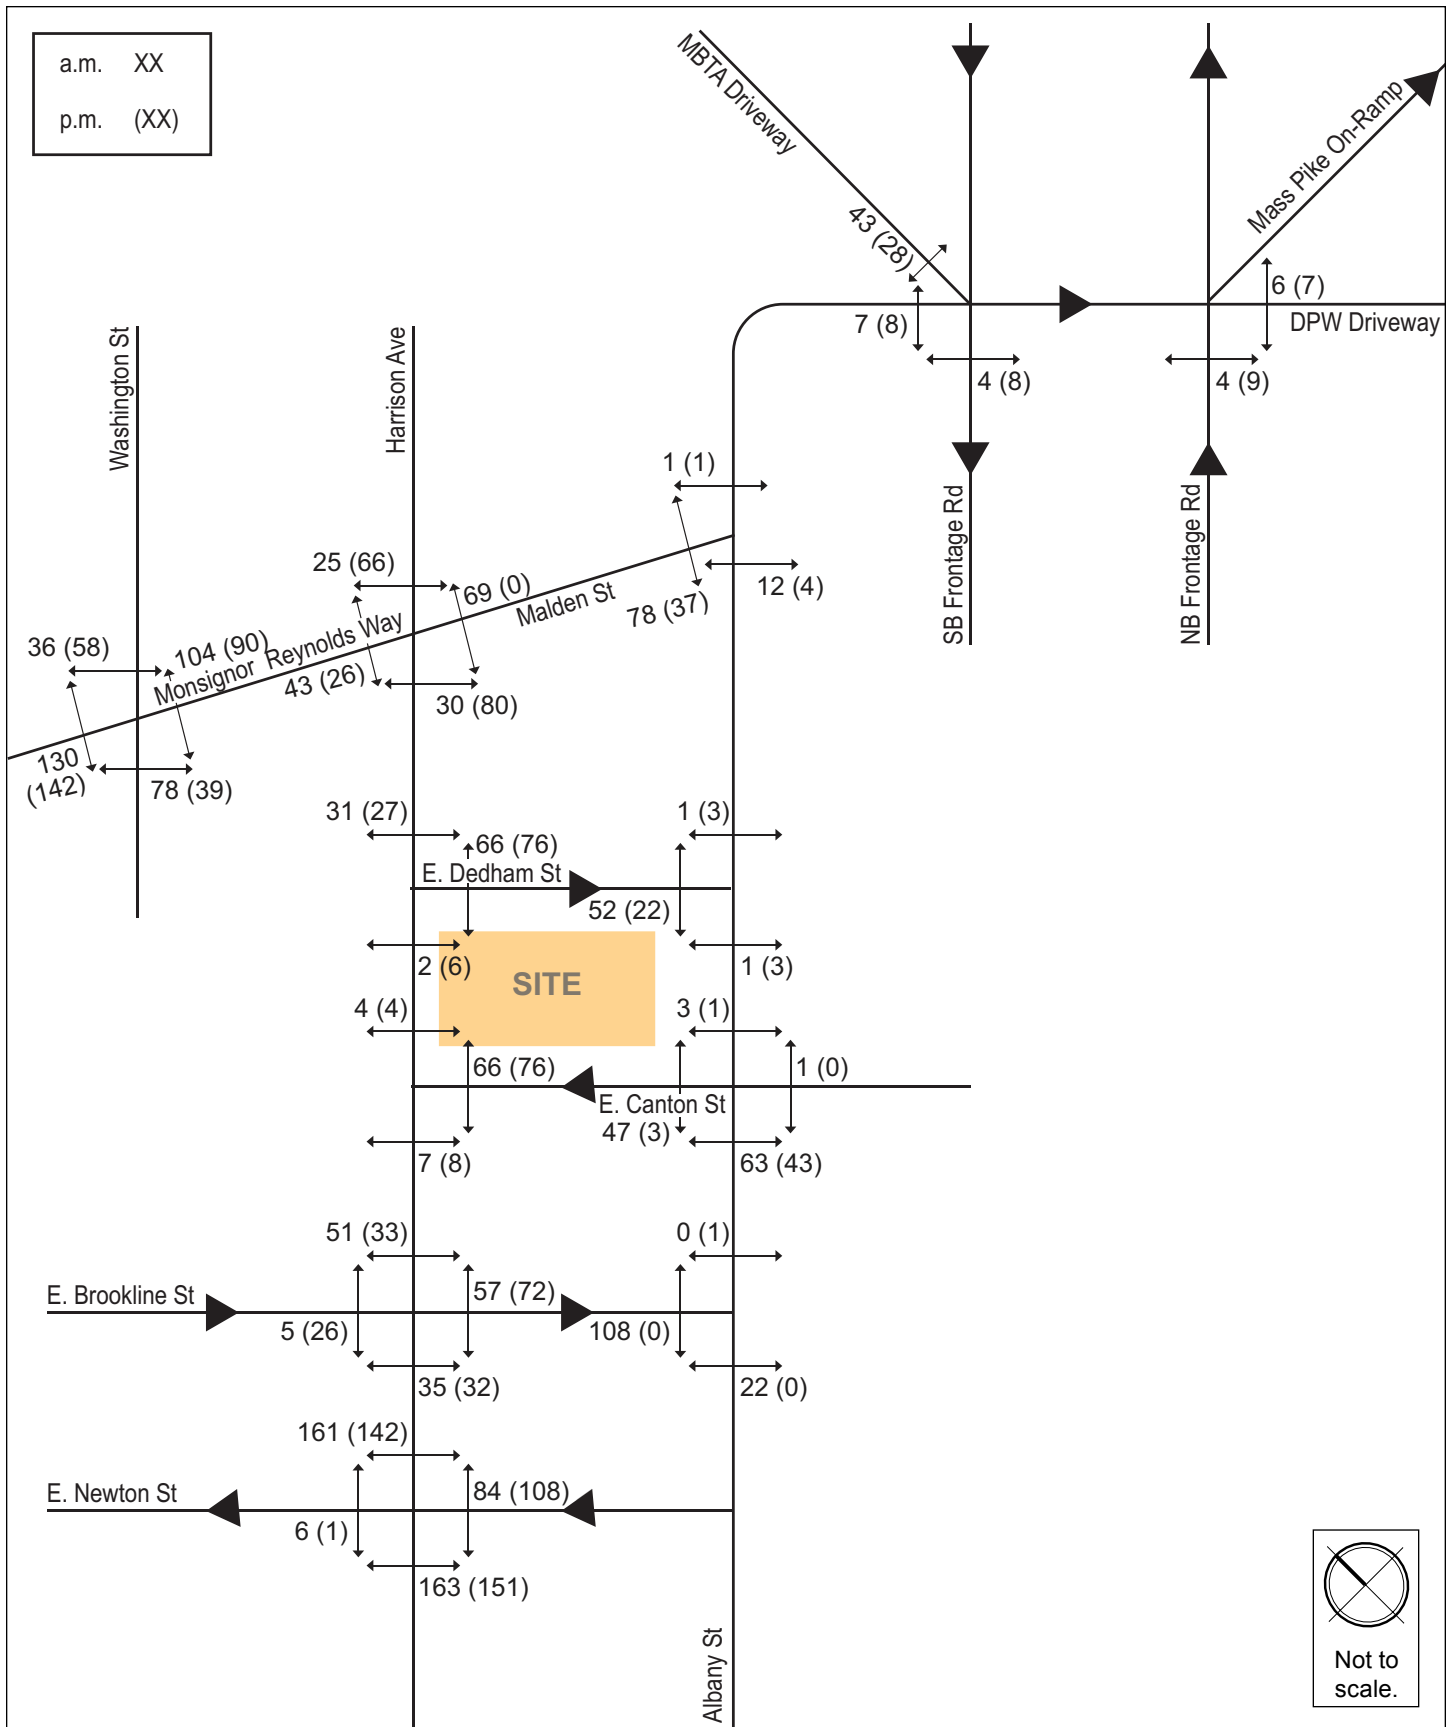 a.m. XX
p.m. (XX)
MBTA Driveway
Mass Pike On-Ramp
43 (28)
6 (7)
7 (8)
DPW Driveway
4 (8)
4 (9)
Washington St
Harrison Ave
SB Frontage Rd
NB Frontage Rd
1 (1)
25 (66)
69 (0)
12 (4)
Malden St
78 (37)
36 (58)
104 (90)
Monsignor Reynolds Way
43 (26)
30 (80)
130
(142)
78 (39)
31 (27)
1 (3)
66 (76)
E. Dedham St
52 (22)
2 (6)
1 (3)
SITE
4 (4)
3 (1)
66 (76)
1 (0)
E. Canton St
47 (3)
7 (8)
63 (43)
51 (33)
0 (1)
E. Brookline St
57 (72)
5 (26)
108 (0)
35 (32)
22 (0)
161 (142)
E. Newton St
84 (108)
6 (1)
163 (151)
Albany St
Not to
scale.